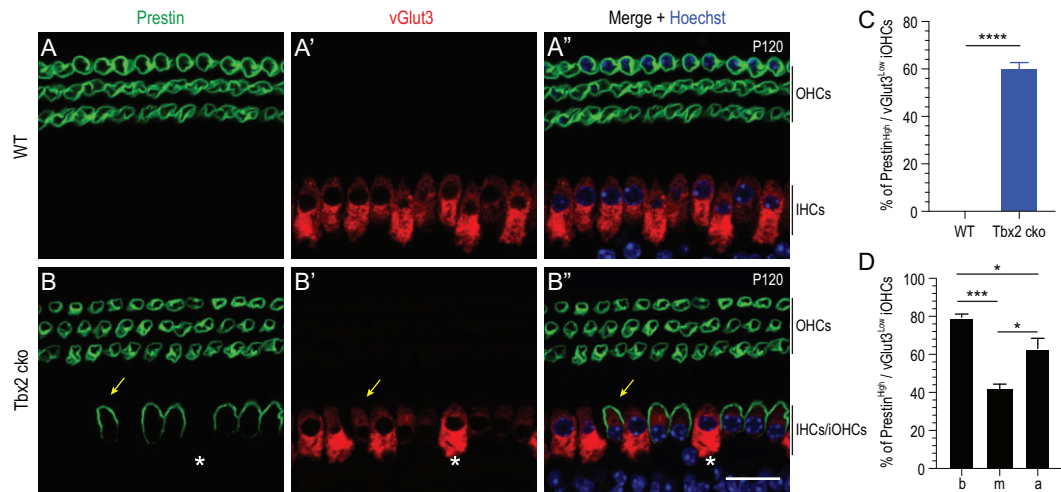 Prestin
vGlut3
Merge + Hoechst
WT
A
A'
A"
P120
OHCs
IHCs
Tbx2 cko
B
B'
B"
P120
OHCs
IHCs/iOHCs
*
*
*
C
% of Prestin^High / vGlut3^Low iOHCs
80
60
40
20
0
****
WT
Tbx2 cko
D
% of Prestin^High / vGlut3^Low iOHCs
100
80
60
40
20
0
*
***
*
b
m
a